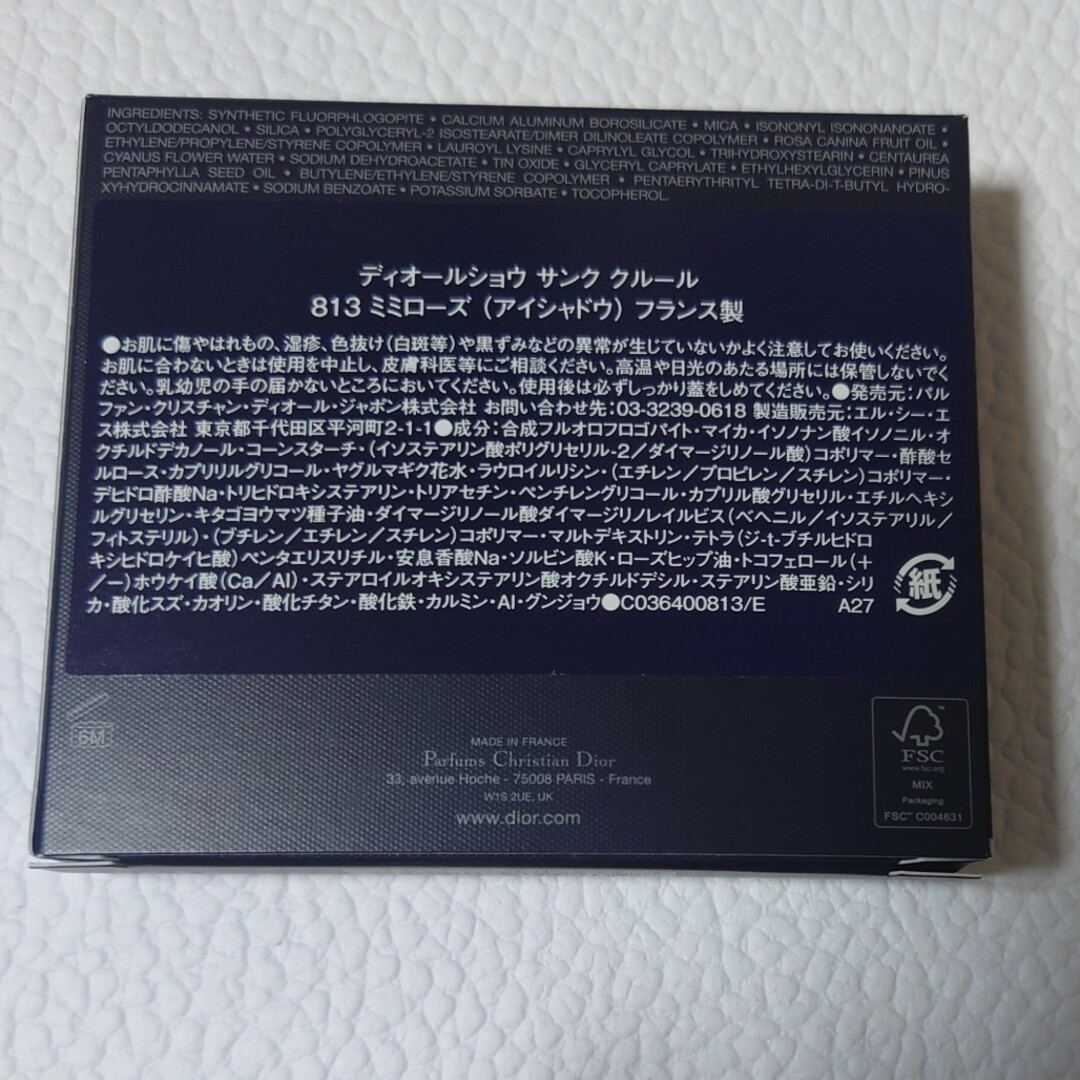 INGREDIENTS: SYNTHETIC FLUORPHLOGOPITE • CALCIUM ALUMINUM BOROSILICATE • MICA • ISONONYL ISONONANOATE •
OCTYLDODECANOL • SILICA • POLYGLYCERYL-2 ISOSTEARATE/DIMER DILINOLEATE COPOLYMER • ROSA CANINA FRUIT OIL •
ETHYLENE/PROPYLENE/STYRENE COPOLYMER • LAUROYL LYSINE • CAPRYLYL GLYCOL • TRIHYDROXYSTEARIN • CENTAUREA
CYANUS FLOWER WATER • SODIUM DEHYDROACETATE • TIN OXIDE • GLYCERYL CAPRYLATE • ETHYLHEXYLGLYCERIN • PINUS
PENTAPHYLLA SEED OIL • BUTYLENE/ETHYLENE/STYRENE COPOLYMER • PENTAERYTHRITYL TETRA-DI-T-BUTYL HYDRO-
XYHYDROCINNAMATE • SODIUM BENZOATE • POTASSIUM SORBATE • TOCOPHEROL.
ディオールショウ サンク クルール
813 ミミローズ（アイシャドウ）フランス製
●お肌に傷やはれもの、湿疹、色抜け（白斑等）や黒ずみなどの異常が生じていないかよく注意してお使いください。
お肌に合わないときは使用を中止し、皮膚科医等にご相談ください。高温や日光のあたる場所には保管しないでく
ださい。乳幼児の手の届かないところにおいてください。使用後は必ずしっかり蓋をしめてください。●発売元：パル
ファン・クリスチャン・ディオール・ジャポン株式会社 お問い合わせ先：03-3239-0618 製造販売元：エル・シー・エ
ス株式会社 東京都千代田区平河町2-1-1●成分：合成フルオロフロゴパイト・マイカ・イソノナン酸イソノニル・オ
クチルドデカノール・コーンスターチ・（イソステアリン酸ポリグリセリル-2／ダイマージリノール酸）コポリマー・酢酸セ
ルロース・カプリリルグリコール・ヤグルマギク花水・ラウロイルリシン・（エチレン／プロピレン／スチレン）コポリマー・
デヒドロ酢酸Na・トリヒドロキシステアリン・トリアセチン・ペンチレングリコール・カプリル酸グリセリル・エチルヘキシ
ルグリセリン・キタゴヨウマツ種子油・ダイマージリノール酸ダイマージリノレイルビス（ベヘニル／イソステアリル／
フィトステリル）・（ブチレン／エチレン／スチレン）コポリマー・マルトデキストリン・テトラ（ジ-t-ブチルヒドロ
キシヒドロケイヒ酸）ペンタエリスリチル・安息香酸Na・ソルビン酸K・ローズヒップ油・トコフェロール（＋
／－）ホウケイ酸（Ca／Al）・ステアロイルオキシステアリン酸オクチルドデシル・ステアリン酸亜鉛・シリ
カ・酸化スズ・カオリン・酸化チタン・酸化鉄・カルミン・Al・グンジョウ●C036400813/E A27
紙
6M
MADE IN FRANCE
Parfums Christian Dior
33, avenue Hoche - 75008 PARIS - France
W1S 2UE, UK
www.dior.com
FSC™
www.fsc.org
MIX
Packaging
FSC™ C004631